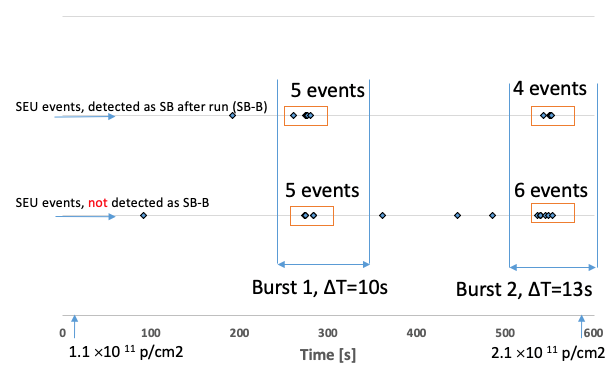 5 events
4 events
SEU events, detected as SB after run (SB-B)
5 events
6 events
SEU events, not detected as SB-B
Burst 1, ΔT=10s
Burst 2, ΔT=13s
0 100 200 300 400 500 600
1.1 ×10 11 p/cm2
Time [s]
2.1 ×10 11 p/cm2